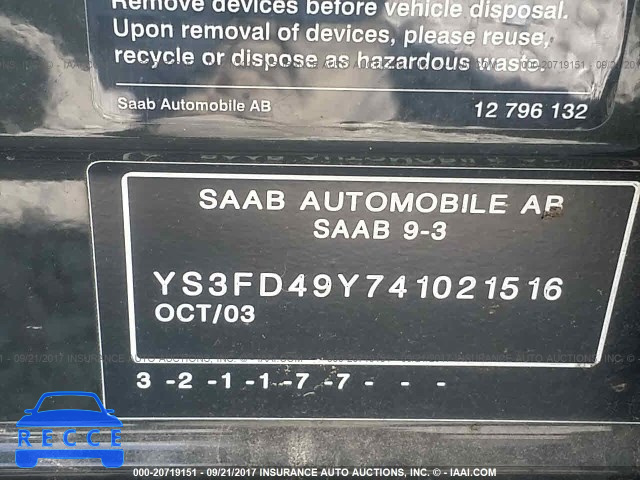 Remove devices before vehicle disposal.
Upon removal of devices, please reuse,
recycle or dispose as hazardous waste.
Saab Automobile AB 12 796 132
SAAB AUTOMOBILE AB
SAAB 9-3
YS3FD49Y741021516
OCT/03
3 -2 -1 -1 -7 -7 - - -
RECCE
000-20719151 - 09/21/2017 INSURANCE AUTO AUCTIONS, INC. - © IAAI.COM